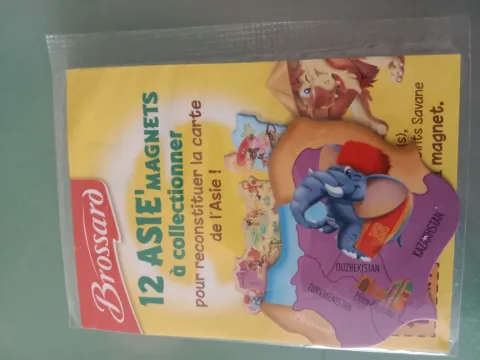 Brossard
12 ASIE'MAGNETS
à collectionner
pour reconstituer la carte
de l'Asie !
Savane
magnet.
KAZAKHSTAN
OUZBEKISTAN
TURKMENISTAN